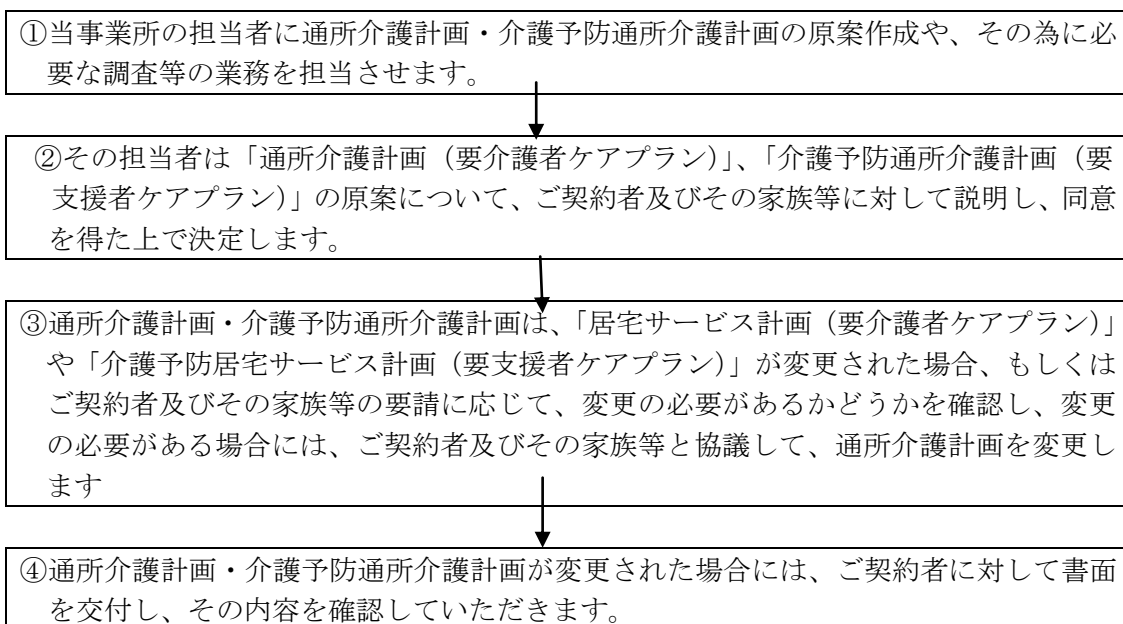 ①当事業所の担当者に通所介護計画・介護予防通所介護計画の原案作成や、その為に必
要な調査等の業務を担当させます。
②その担当者は「通所介護計画（要介護者ケアプラン）」、「介護予防通所介護計画（要
支援者ケアプラン）」の原案について、ご契約者及びその家族等に対して説明し、同意
を得た上で決定します。
③通所介護計画・介護予防通所介護計画は、「居宅サービス計画（要介護者ケアプラン）」
や「介護予防居宅サービス計画（要支援者ケアプラン）」が変更された場合、もしくは
ご契約者及びその家族等の要請に応じて、変更の必要があるかどうかを確認し、変更
の必要がある場合には、ご契約者及びその家族等と協議して、通所介護計画を変更し
ます
④通所介護計画・介護予防通所介護計画が変更された場合には、ご契約者に対して書面
を交付し、その内容を確認していただきます。